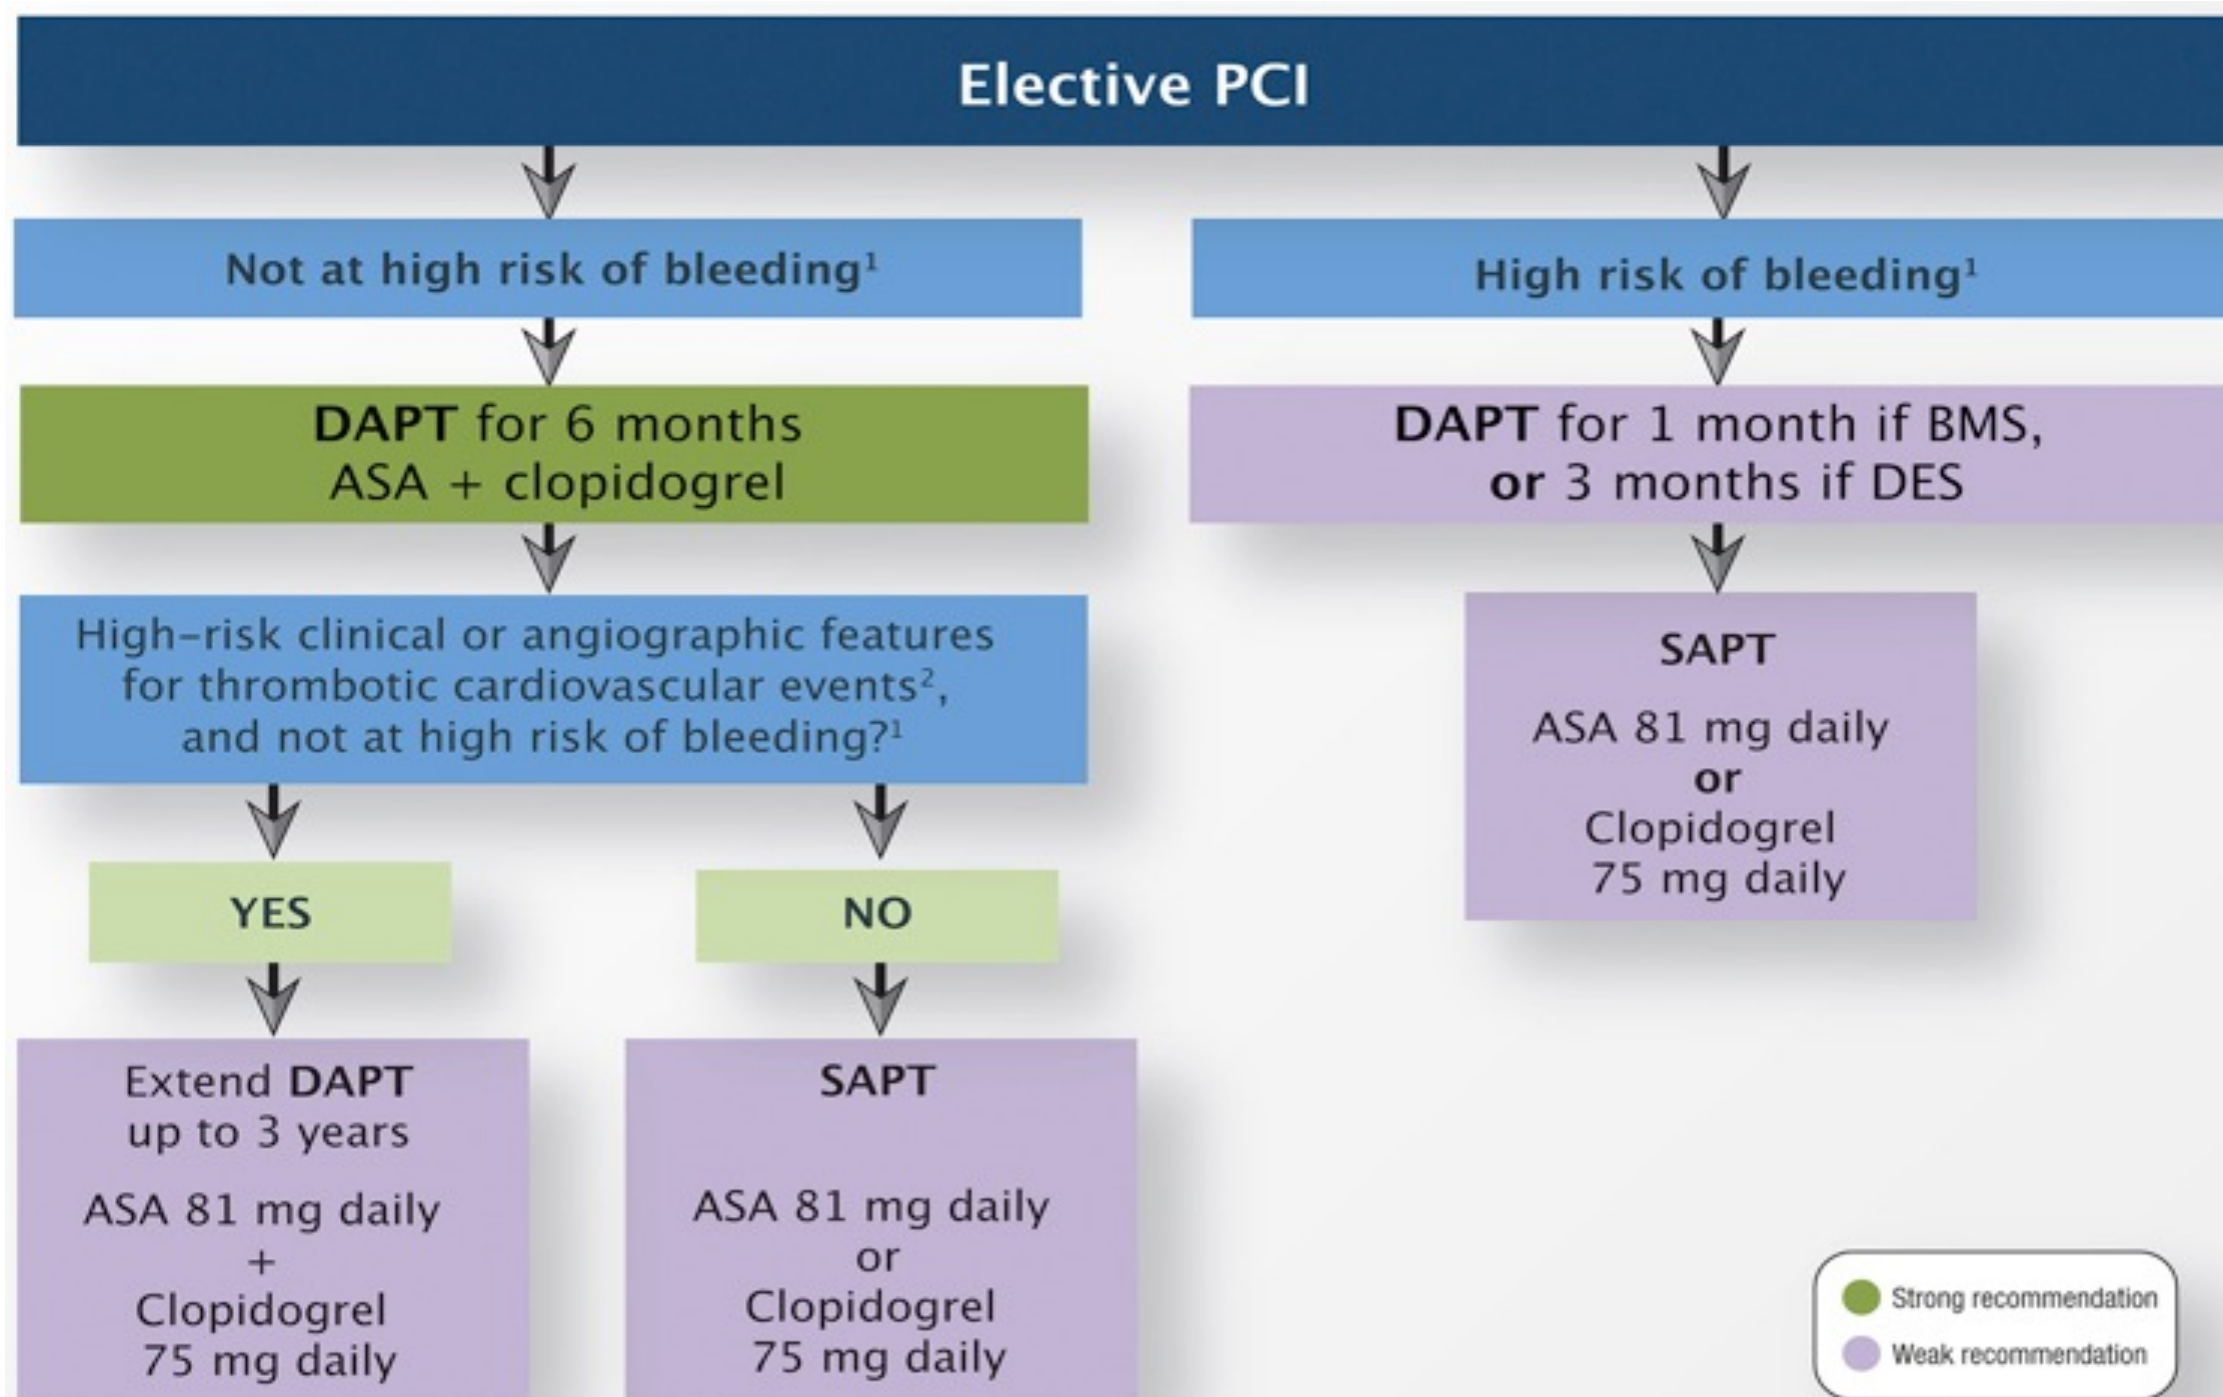 Elective PCI
Not at high risk of bleeding¹
High risk of bleeding¹
DAPT for 6 months
ASA + clopidogrel
DAPT for 1 month if BMS,
or 3 months if DES
High-risk clinical or angiographic features
for thrombotic cardiovascular events²,
and not at high risk of bleeding?¹
SAPT
ASA 81 mg daily
or
Clopidogrel
75 mg daily
YES
NO
Extend DAPT
up to 3 years
ASA 81 mg daily
+
Clopidogrel
75 mg daily
SAPT
ASA 81 mg daily
or
Clopidogrel
75 mg daily
Strong recommendation
Weak recommendation